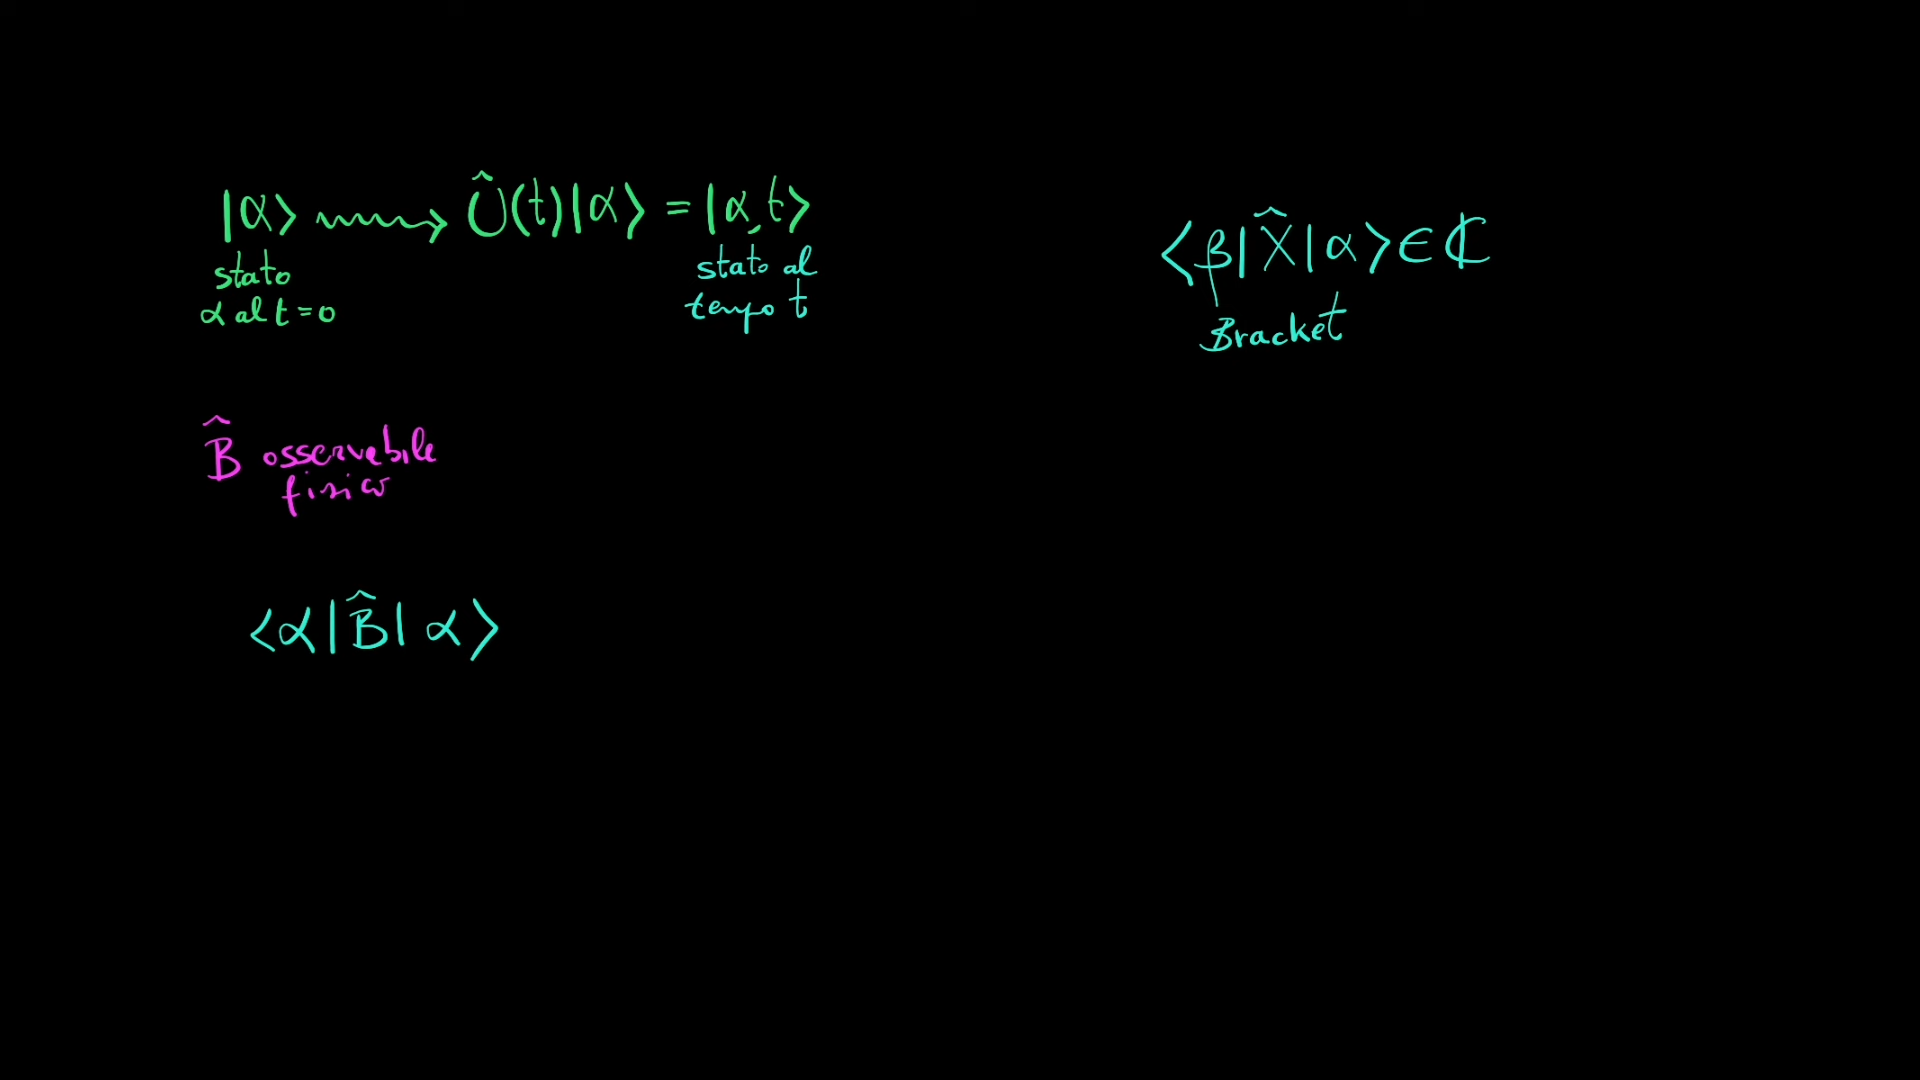 |α⟩ ⟿ Û(t)|α⟩ = |α,t⟩
stato
α al t = 0
stato al
tempo t
⟨β|X̂|α⟩ ∈ ℂ
Bracket
B̂ osservabile
fisico
⟨α|B̂|α⟩